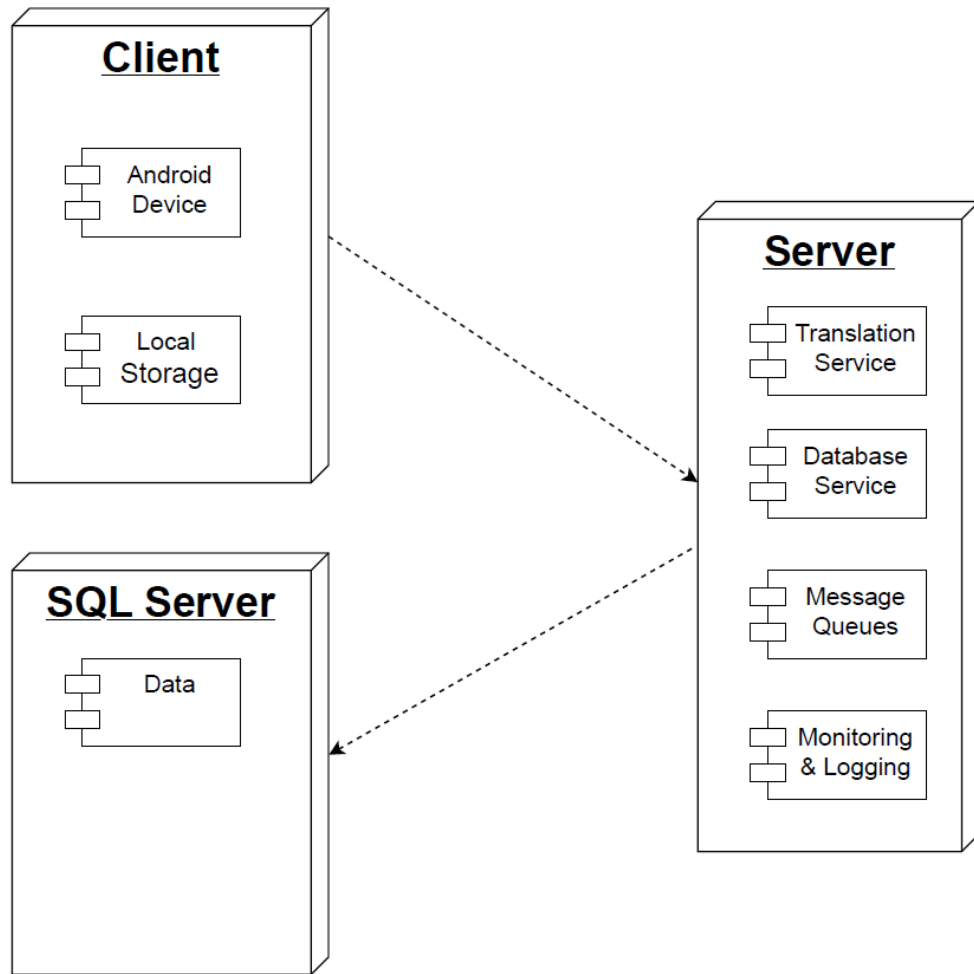 Client
Android
Device
Local
Storage
Server
Translation
Service
Database
Service
Message
Queues
Monitoring
& Logging
SQL Server
Data